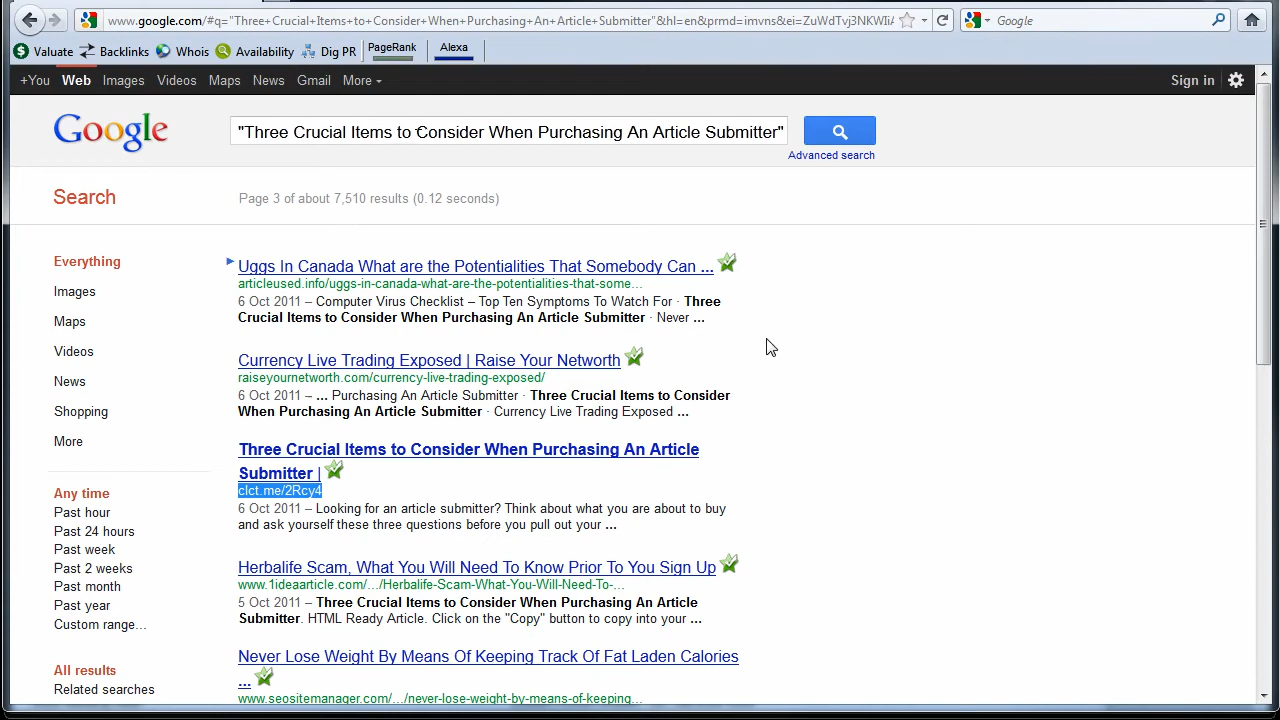 www.google.com/#q="Three+Crucial+Items+to+Consider+When+Purchasing+An+Article+Submitter"&hl=en&prmd=imvns&ei=ZuWdTvj3NKWIiA
Google
Valuate Backlinks Whois Availability Dig PR PageRank Alexa
+You Web Images Videos Maps News Gmail More Sign in
Google
"Three Crucial Items to Consider When Purchasing An Article Submitter"
Advanced search
Search
Page 3 of about 7,510 results (0.12 seconds)
Everything
Images
Maps
Videos
News
Shopping
More
Any time
Past hour
Past 24 hours
Past week
Past 2 weeks
Past month
Past year
Custom range...
All results
Related searches
Uggs In Canada What are the Potentialities That Somebody Can ...
articleused.info/uggs-in-canada-what-are-the-potentialities-that-some...
6 Oct 2011 – Computer Virus Checklist – Top Ten Symptoms To Watch For · Three
Crucial Items to Consider When Purchasing An Article Submitter · Never ...
Currency Live Trading Exposed | Raise Your Networth
raiseyournetworth.com/currency-live-trading-exposed/
6 Oct 2011 – ... Purchasing An Article Submitter · Three Crucial Items to Consider
When Purchasing An Article Submitter · Currency Live Trading Exposed ...
Three Crucial Items to Consider When Purchasing An Article
Submitter |
clct.me/2Rcy4
6 Oct 2011 – Looking for an article submitter? Think about what you are about to buy
and ask yourself these three questions before you pull out your ...
Herbalife Scam, What You Will Need To Know Prior To You Sign Up
www.1ideaarticle.com/.../Herbalife-Scam-What-You-Will-Need-To-...
5 Oct 2011 – Three Crucial Items to Consider When Purchasing An Article
Submitter. HTML Ready Article. Click on the "Copy" button to copy into your ...
Never Lose Weight By Means Of Keeping Track Of Fat Laden Calories
...
www.seositemanager.com/.../never-lose-weight-by-means-of-keeping...